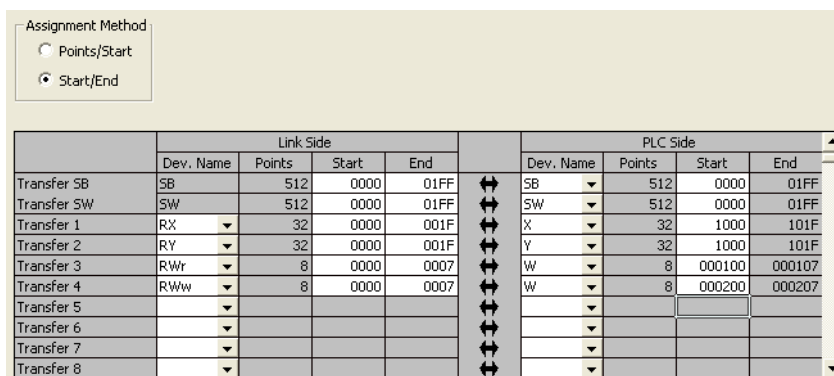 Assignment Method
Points/Start
Start/End
Link Side PLC Side
Dev. Name Points Start End Dev. Name Points Start End
Transfer SB SB 512 0000 01FF SB 512 0000 01FF
Transfer SW SW 512 0000 01FF SW 512 0000 01FF
Transfer 1 RX 32 0000 001F X 32 1000 101F
Transfer 2 RY 32 0000 001F Y 32 1000 101F
Transfer 3 RWr 8 0000 0007 W 8 000100 000107
Transfer 4 RWw 8 0000 0007 W 8 000200 000207
Transfer 5
Transfer 6
Transfer 7
Transfer 8